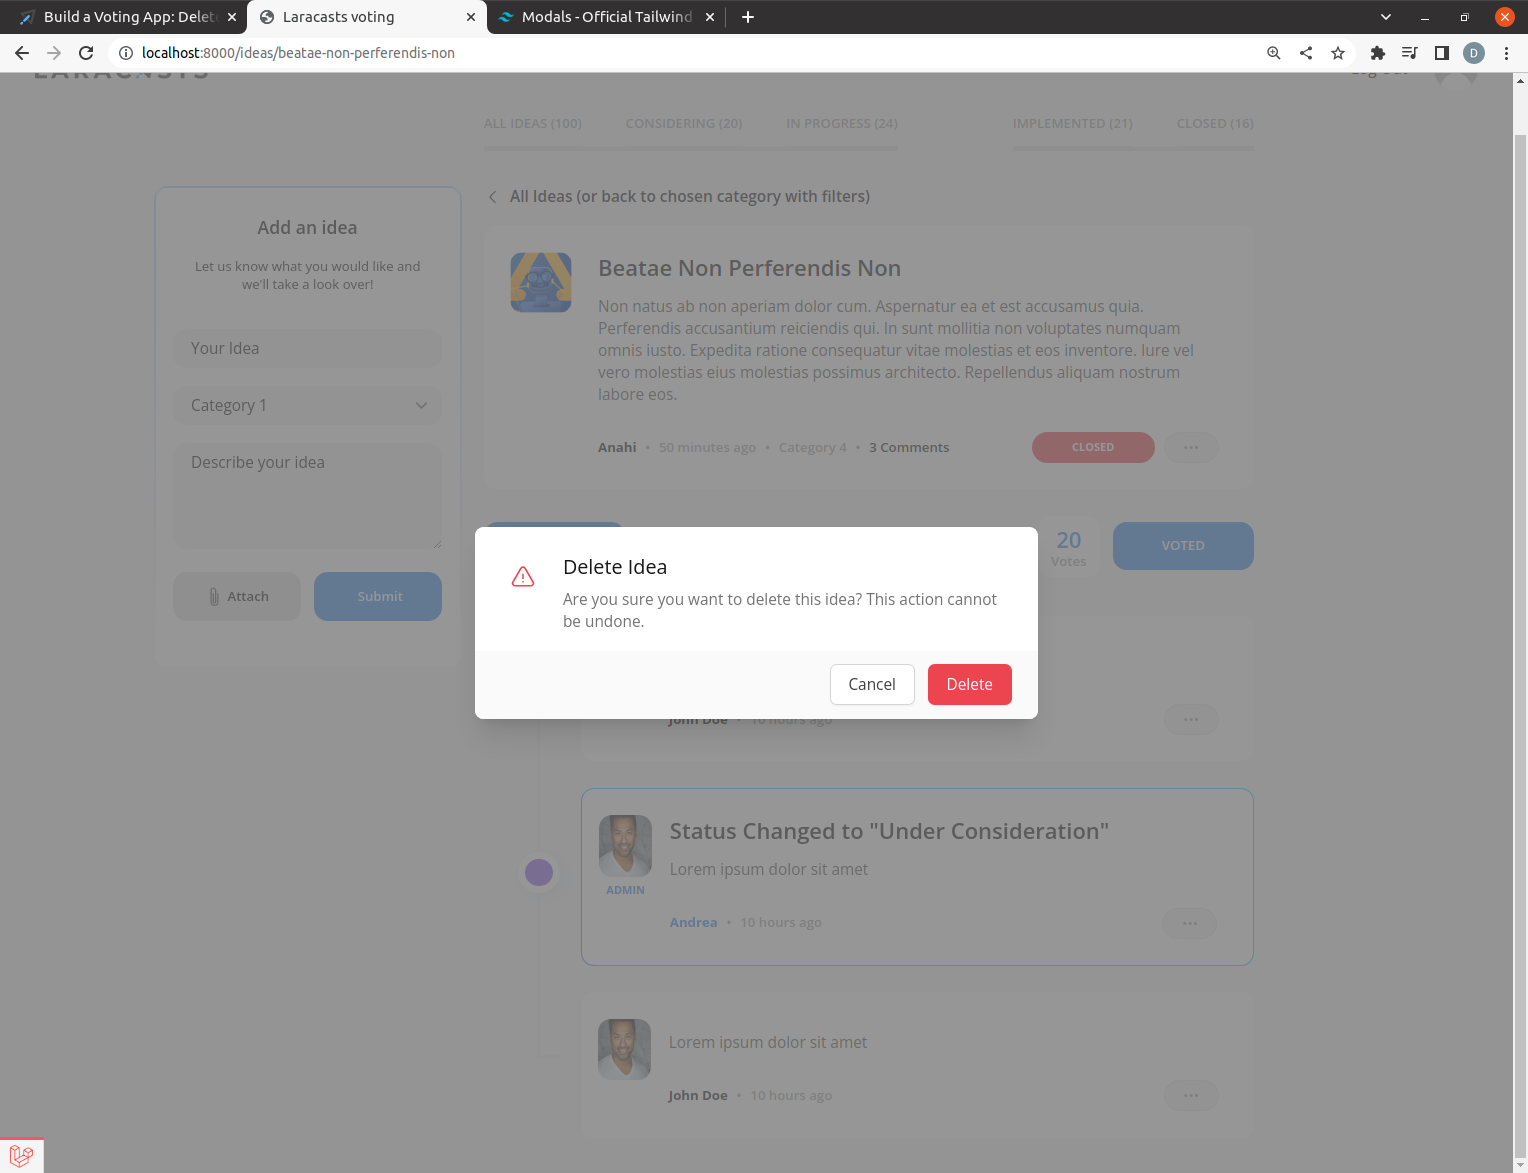 Build a Voting App: Delet
Laracasts voting
Modals - Official Tailwind
localhost:8000/ideas/beatae-non-perferendis-non
D
ALL IDEAS (100)
CONSIDERING (20)
IN PROGRESS (24)
IMPLEMENTED (21)
CLOSED (16)
Add an idea
Let us know what you would like and
we'll take a look over!
Your Idea
Category 1
Describe your idea
Attach
Submit
All Ideas (or back to chosen category with filters)
Beatae Non Perferendis Non
Non natus ab non aperiam dolor cum. Aspernatur ea et est accusamus quia.
Perferendis accusantium reiciendis qui. In sunt mollitia non voluptates numquam
omnis iusto. Expedita ratione consequatur vitae molestias et eos inventore. Iure vel
vero molestias eius molestias possimus architecto. Repellendus aliquam nostrum
labore eos.
Anahi • 50 minutes ago • Category 4 • 3 Comments
CLOSED
20
Votes
VOTED
Delete Idea
Are you sure you want to delete this idea? This action cannot
be undone.
Cancel
Delete
John Doe • 10 hours ago
Status Changed to "Under Consideration"
Lorem ipsum dolor sit amet
ADMIN
Andrea • 10 hours ago
Lorem ipsum dolor sit amet
John Doe • 10 hours ago